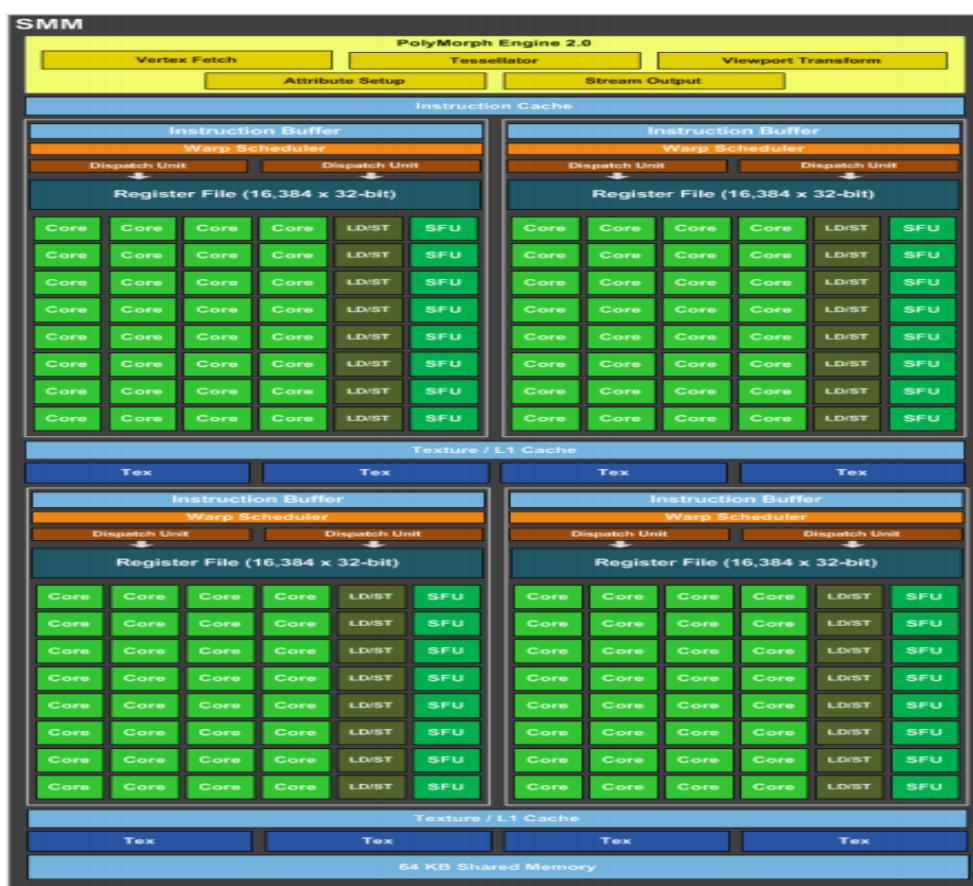 SMM
PolyMorph Engine 2.0
Vertex Fetch Tessellator Viewport Transform
Attribute Setup Stream Output
Instruction Cache
Instruction Buffer Instruction Buffer
Warp Scheduler Warp Scheduler
Dispatch Unit Dispatch Unit Dispatch Unit Dispatch Unit
Register File (16,384 x 32-bit) Register File (16,384 x 32-bit)
Core Core Core Core LD/ST SFU Core Core Core Core LD/ST SFU
Core Core Core Core LD/ST SFU Core Core Core Core LD/ST SFU
Core Core Core Core LD/ST SFU Core Core Core Core LD/ST SFU
Core Core Core Core LD/ST SFU Core Core Core Core LD/ST SFU
Core Core Core Core LD/ST SFU Core Core Core Core LD/ST SFU
Core Core Core Core LD/ST SFU Core Core Core Core LD/ST SFU
Core Core Core Core LD/ST SFU Core Core Core Core LD/ST SFU
Core Core Core Core LD/ST SFU Core Core Core Core LD/ST SFU
Texture / L1 Cache
Tex Tex Tex Tex
Instruction Buffer Instruction Buffer
Warp Scheduler Warp Scheduler
Dispatch Unit Dispatch Unit Dispatch Unit Dispatch Unit
Register File (16,384 x 32-bit) Register File (16,384 x 32-bit)
Core Core Core Core LD/ST SFU Core Core Core Core LD/ST SFU
Core Core Core Core LD/ST SFU Core Core Core Core LD/ST SFU
Core Core Core Core LD/ST SFU Core Core Core Core LD/ST SFU
Core Core Core Core LD/ST SFU Core Core Core Core LD/ST SFU
Core Core Core Core LD/ST SFU Core Core Core Core LD/ST SFU
Core Core Core Core LD/ST SFU Core Core Core Core LD/ST SFU
Core Core Core Core LD/ST SFU Core Core Core Core LD/ST SFU
Core Core Core Core LD/ST SFU Core Core Core Core LD/ST SFU
Texture / L1 Cache
Tex Tex Tex Tex
64 KB Shared Memory